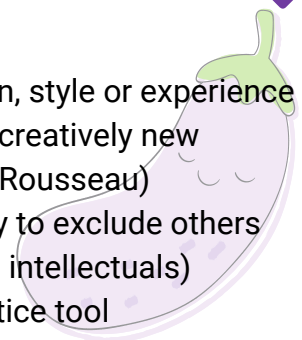 n, style or experience
creatively new
Rousseau)
y to exclude others
intellectuals)
tice tool